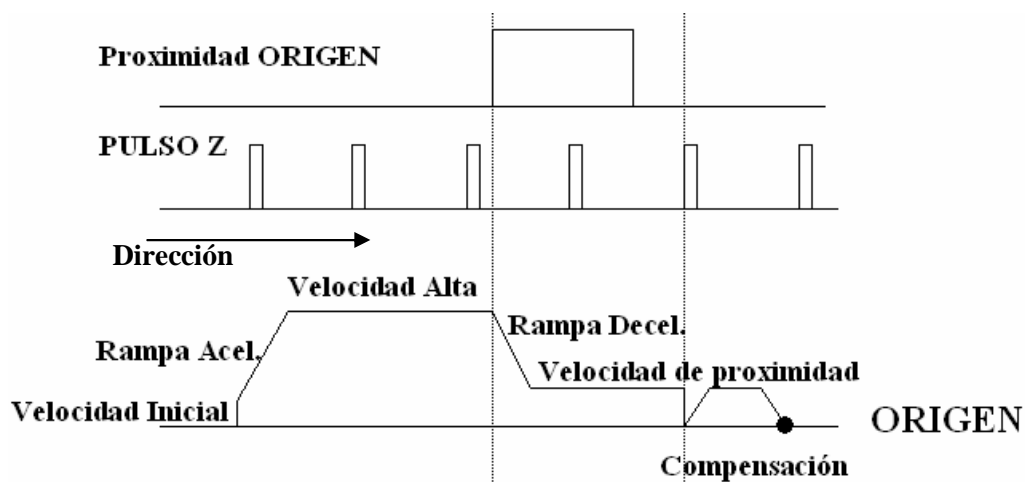 Proximidad ORIGEN
PULSO Z
Dirección
Velocidad Alta
Rampa Decel.
Rampa Acel.
Velocidad de proximidad
Velocidad Inicial
ORIGEN
Compensación